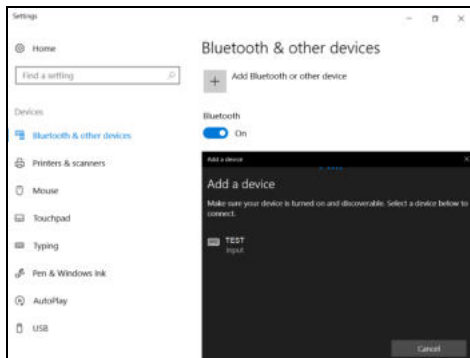 Settings
Home
Bluetooth & other devices
Find a setting
Add Bluetooth or other device
Devices
Bluetooth
Bluetooth & other devices
On
Printers & scanners
Add a device
Mouse
Add a device
Make sure your device is turned on and discoverable. Select a device below to
connect.
Touchpad
TEST
Input
Typing
Pen & Windows Ink
AutoPlay
USB
Cancel